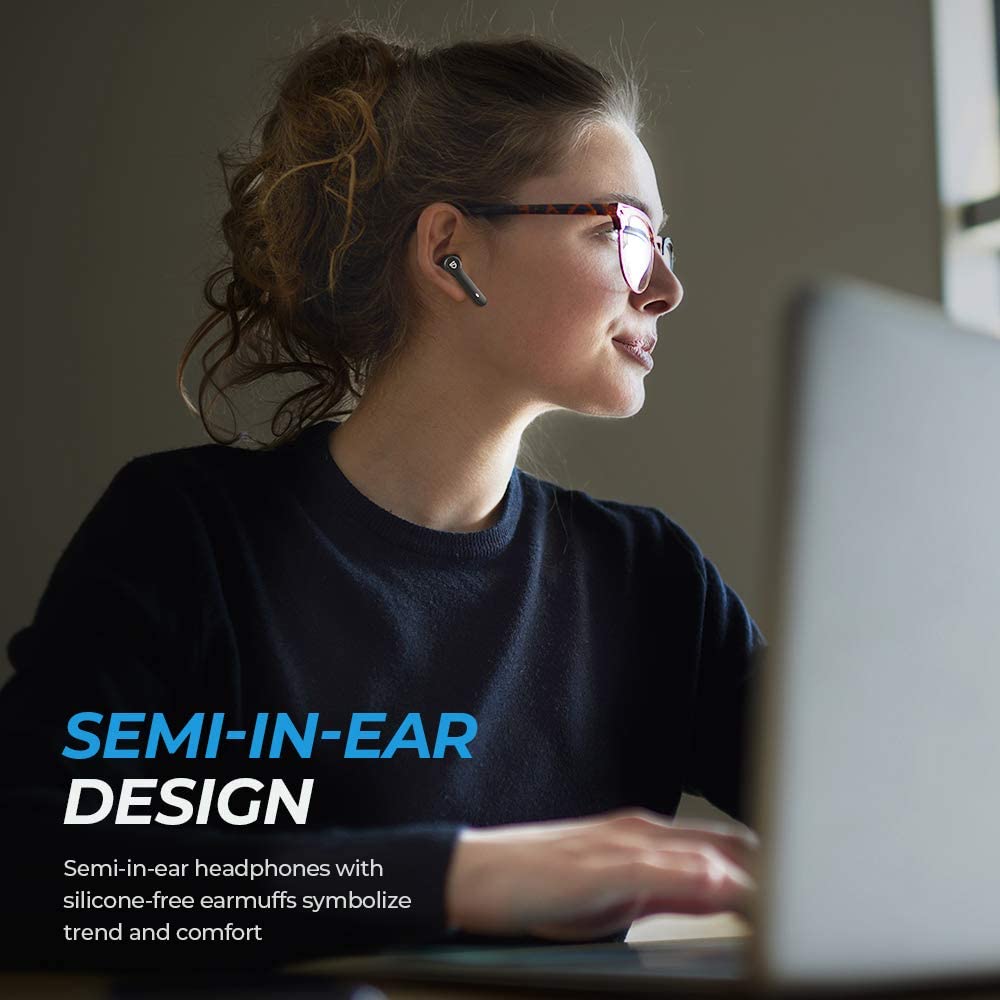 SEMI-IN-EAR
DESIGN
Semi-in-ear headphones with
silicone-free earmuffs symbolize
trend and comfort